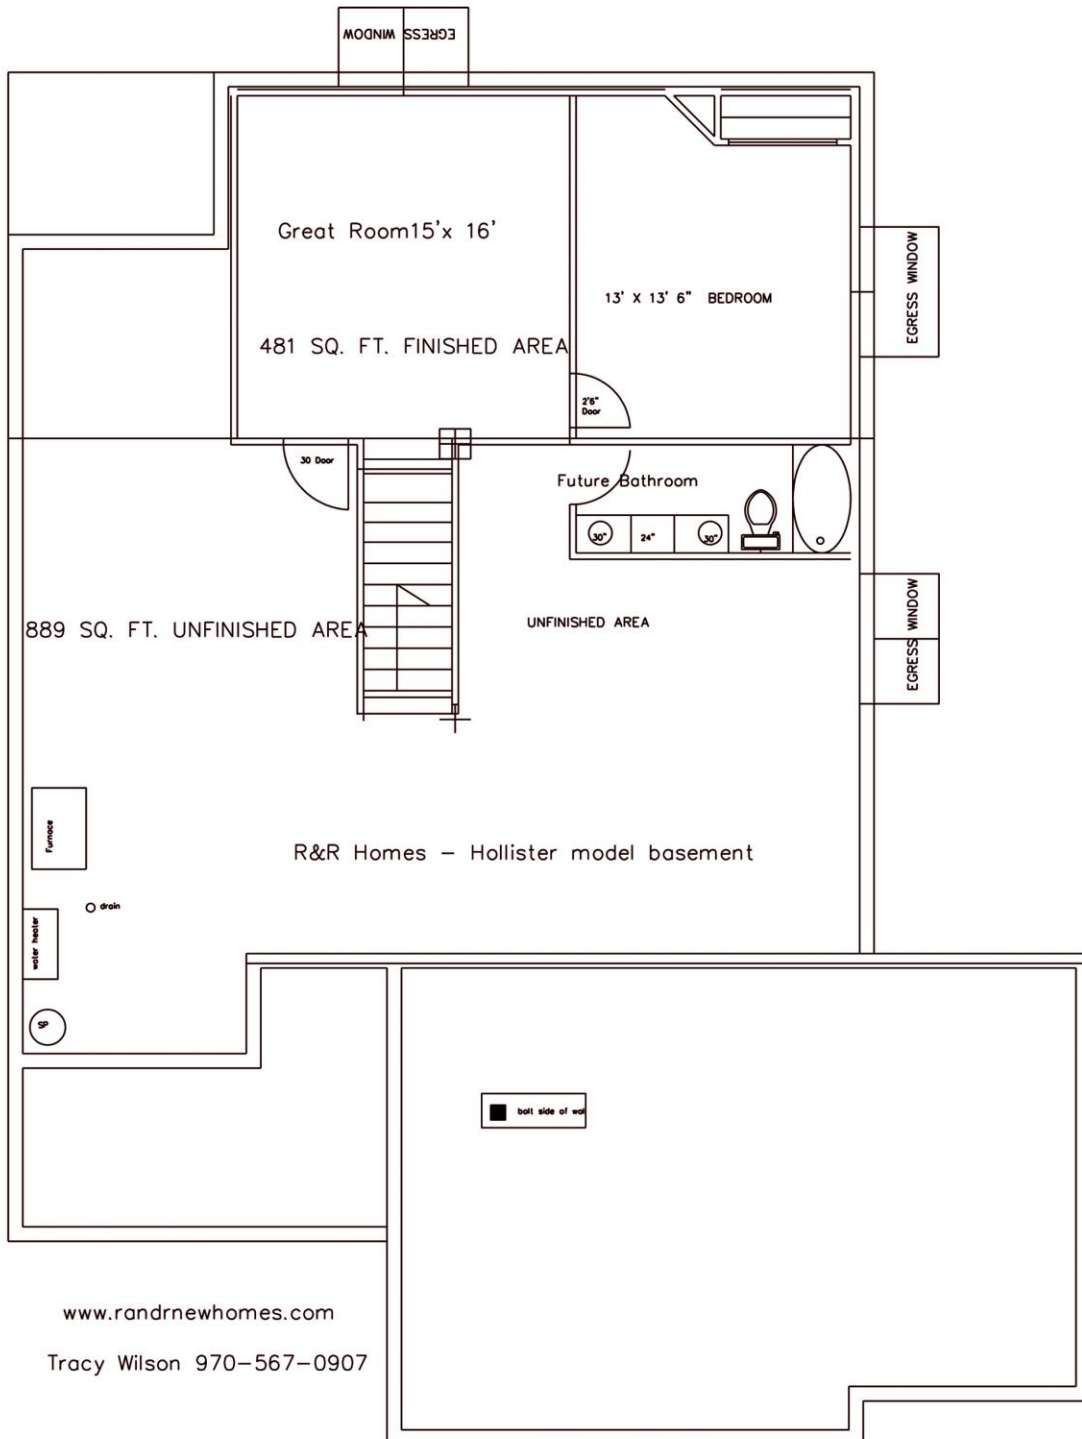 EGRESS
WINDOW
Great Room15'x 16'
EGRESS WINDOW
13' X 13' 6" BEDROOM
481 SQ. FT. FINISHED AREA
2'6"
Door
30 Door
Future Bathroom
30"
24"
30"
EGRESS WINDOW
889 SQ. FT. UNFINISHED AREA
UNFINISHED AREA
Furnace
R&R Homes – Hollister model basement
drain
water heater
SP
bolt side of wal
www.randrnewhomes.com
Tracy Wilson 970–567–0907